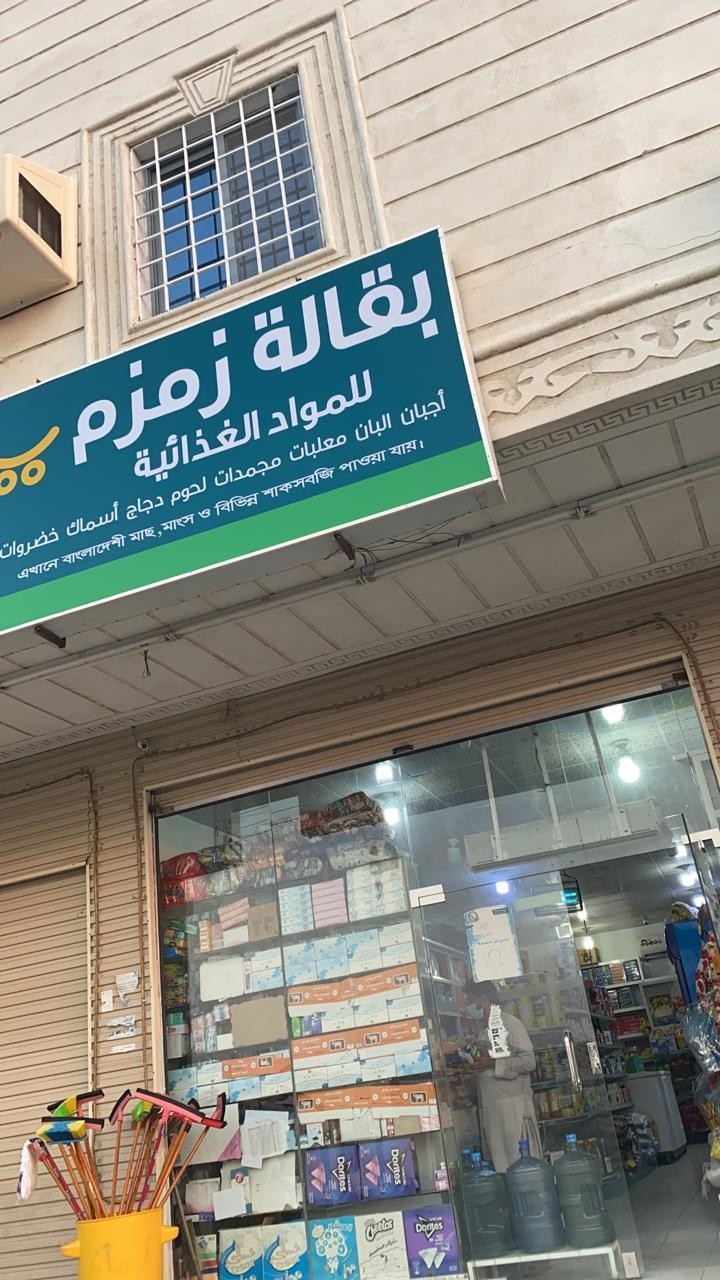 بقالة زمزم
للمواد الغذائية
أجبان البان معلبات مجمدات لحوم دجاج أسماك خضروات
এখানে বাংলাদেশী মাছ,মাংস ও বিভিন্ন শাকসবজি পাওয়া যায়।
Doritos
Doritos
Cheetos
Doritos